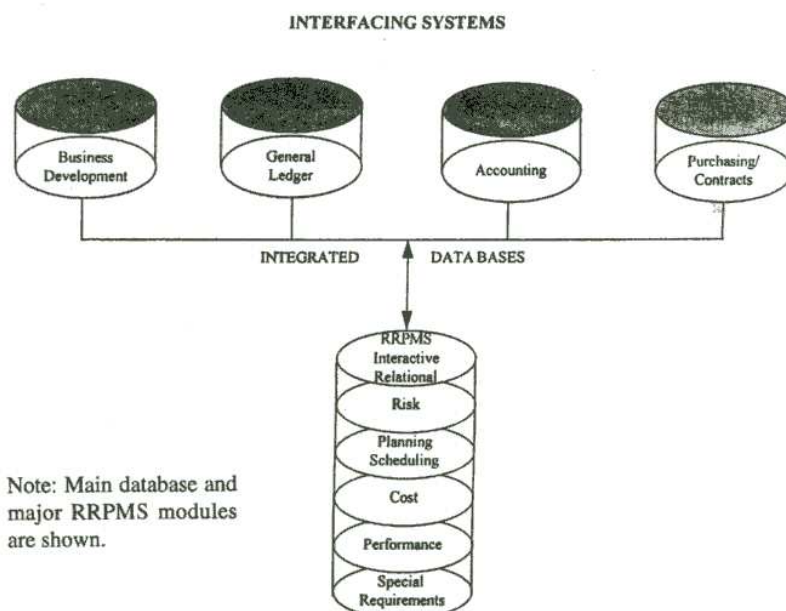 INTERFACING SYSTEMS
Business
Development
General
Ledger
Accounting
Purchasing/
Contracts
INTEGRATED DATA BASES
RRPMS
Interactive
Relational
Risk
Planning
Scheduling
Cost
Performance
Special
Requirements
Note: Main database and
major RRPMS modules
are shown.